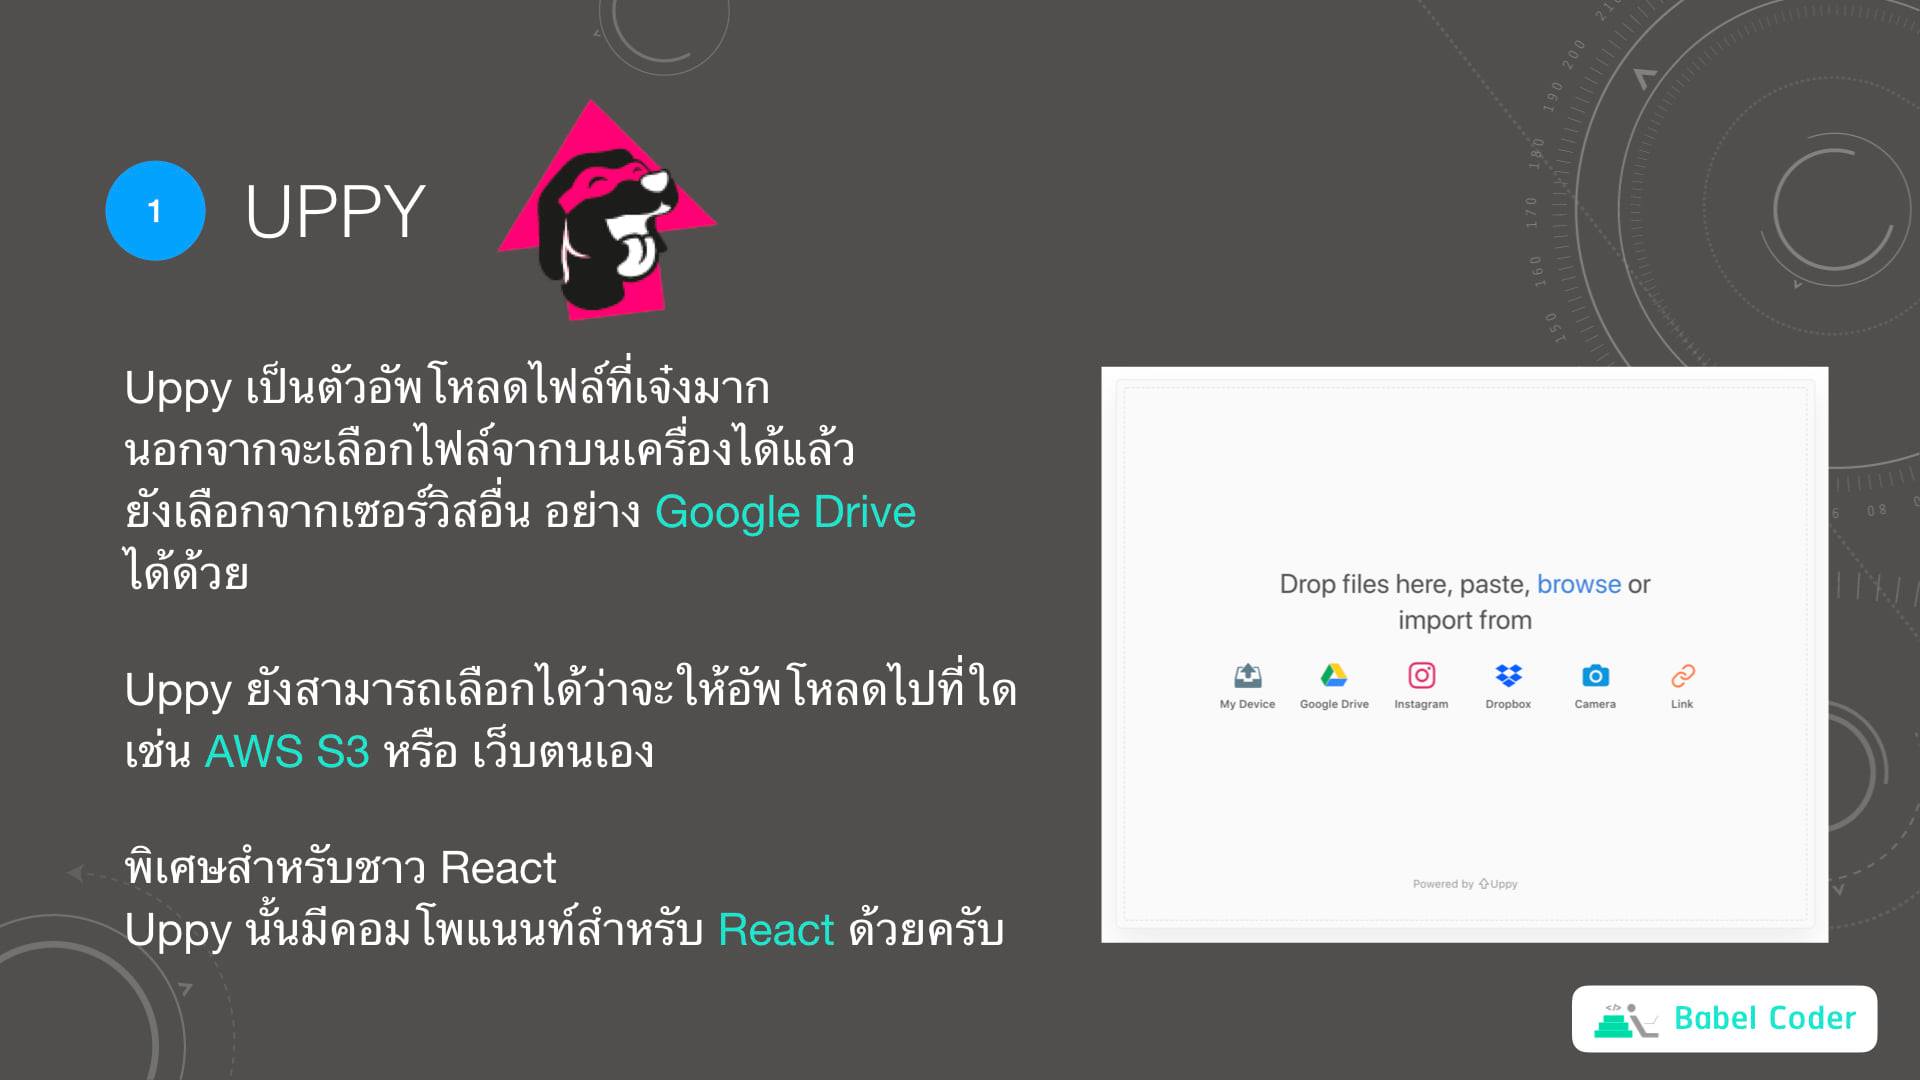 1
UPPY
Uppy เป็นตัวอัพโหลดไฟล์ที่เจ๋งมาก
นอกจากจะเลือกไฟล์จากบนเครื่องได้แล้ว
ยังเลือกจากเซอร์วิสอื่น อย่าง Google Drive
ได้ด้วย
Uppy ยังสามารถเลือกได้ว่าจะให้อัพโหลดไปที่ใด
เช่น AWS S3 หรือ เว็บตนเอง
พิเศษสำหรับชาว React
Uppy นั้นมีคอมโพแนนท์สำหรับ React ด้วยครับ
Drop files here, paste, browse or
import from
My Device Google Drive Instagram Dropbox Camera Link
Powered by Uppy
Babel Coder
200
190
180
170
160
150
80